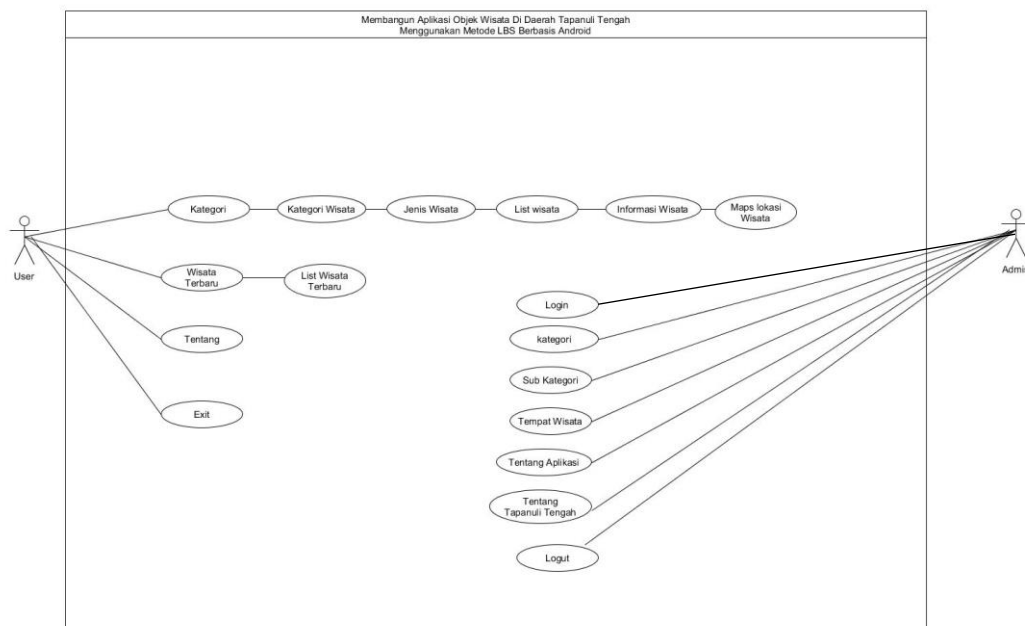 Membangun Aplikasi Objek Wisata Di Daerah Tapanuli Tengah
Menggunakan Metode LBS Berbasis Android
Kategori
Kategori Wisata
Jenis Wisata
List wisata
Informasi Wisata
Maps lokasi
Wisata
User
Admin
Wisata
Terbaru
List Wisata
Terbaru
Login
Tentang
kategori
Sub Kategori
Exit
Tempat Wisata
Tentang Aplikasi
Tentang
Tapanuli Tengah
Logut